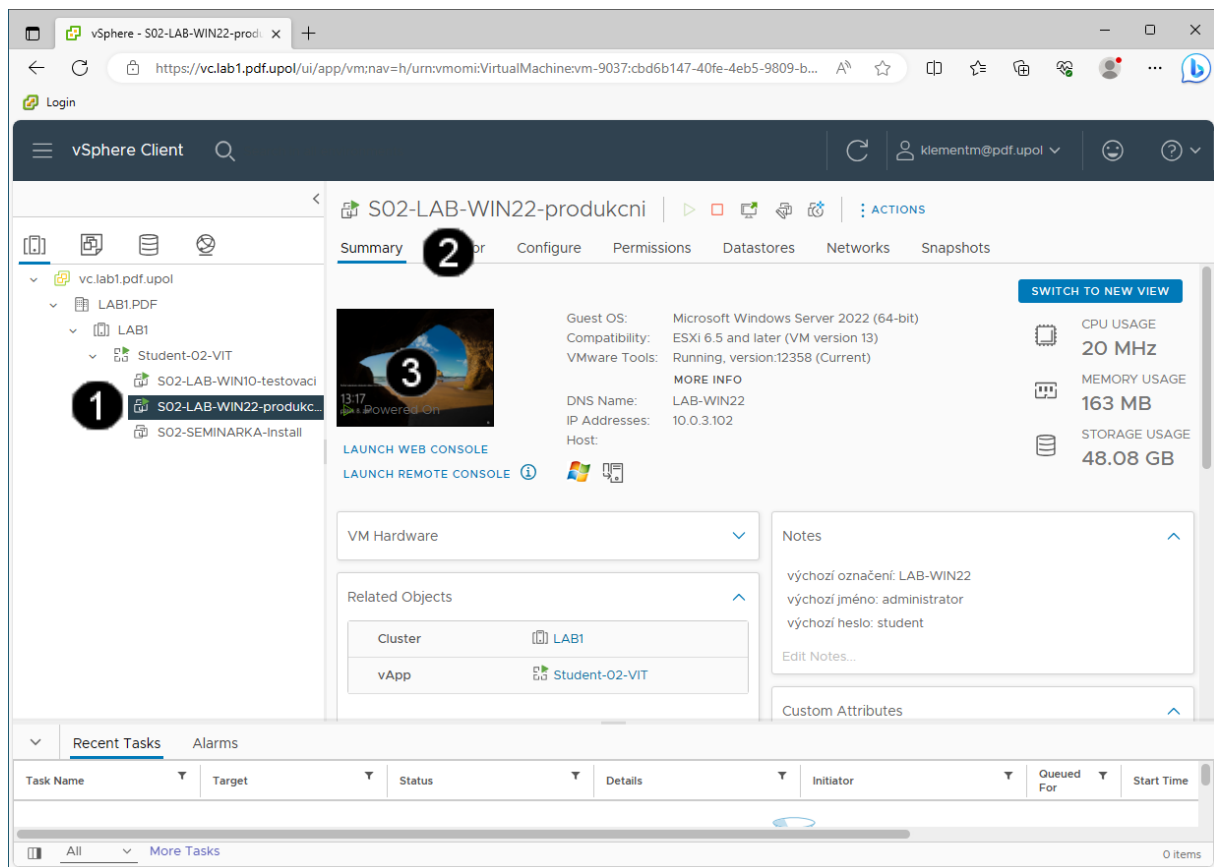 vSphere - S02-LAB-WIN22-produ
https://vc.lab1.pdf.upol/ui/app/vm;nav=h/urn:vmomi:VirtualMachine:vm-9037:cbd6b147-40fe-4eb5-9809-b...
Login
vSphere Client
klementm@pdf.upol
S02-LAB-WIN22-produkcni
ACTIONS
Summary
2
Configure
Permissions
Datastores
Networks
Snapshots
vc.lab1.pdf.upol
LAB1.PDF
LAB1
Student-02-VIT
S02-LAB-WIN10-testovaci
1
S02-LAB-WIN22-produkc...
S02-SEMINARKA-Install
3
13:17
Powered On
LAUNCH WEB CONSOLE
LAUNCH REMOTE CONSOLE
Guest OS: Microsoft Windows Server 2022 (64-bit)
Compatibility: ESXi 6.5 and later (VM version 13)
VMware Tools: Running, version:12358 (Current)
MORE INFO
DNS Name: LAB-WIN22
IP Addresses: 10.0.3.102
Host:
SWITCH TO NEW VIEW
CPU USAGE
20 MHz
MEMORY USAGE
163 MB
STORAGE USAGE
48.08 GB
VM Hardware
Related Objects
Cluster LAB1
vApp Student-02-VIT
Notes
výchozí označení: LAB-WIN22
výchozí jméno: administrator
výchozí heslo: student
Edit Notes...
Custom Attributes
Recent Tasks Alarms
Task Name Target Status Details Initiator Queued For Start Time
All More Tasks
0 items